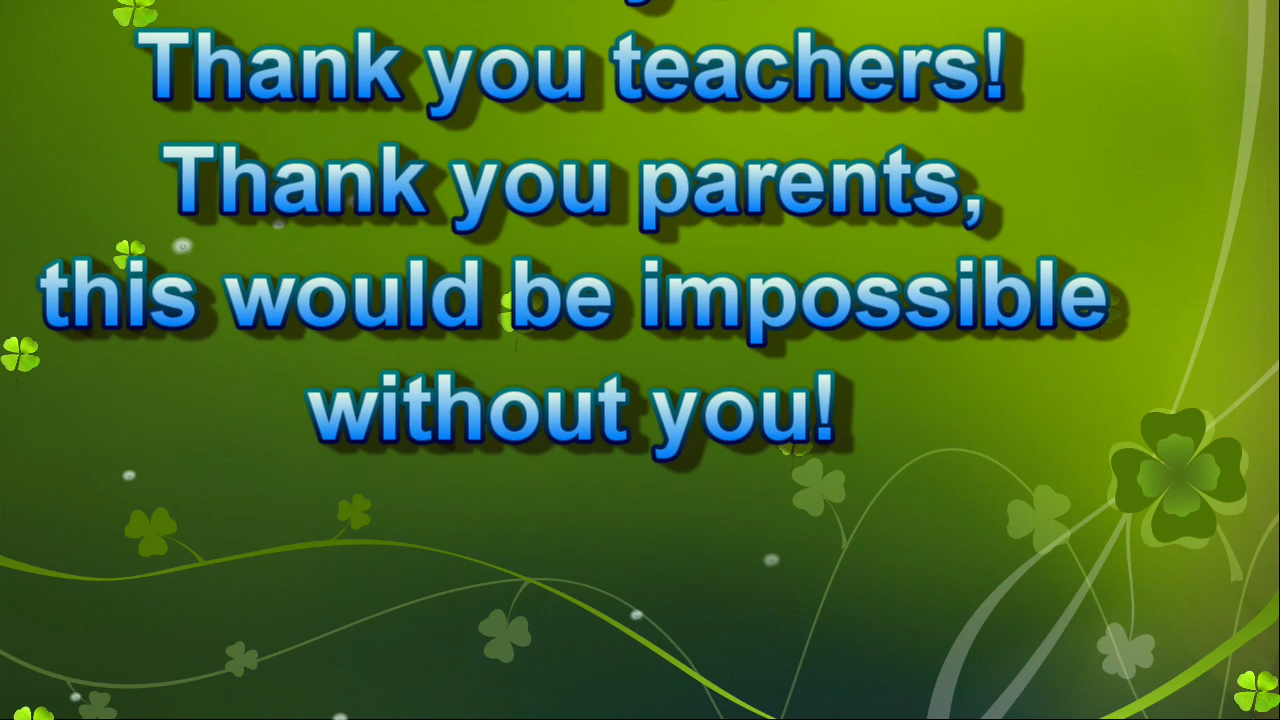 Thank you teachers!
Thank you parents,
this would be impossible
without you!